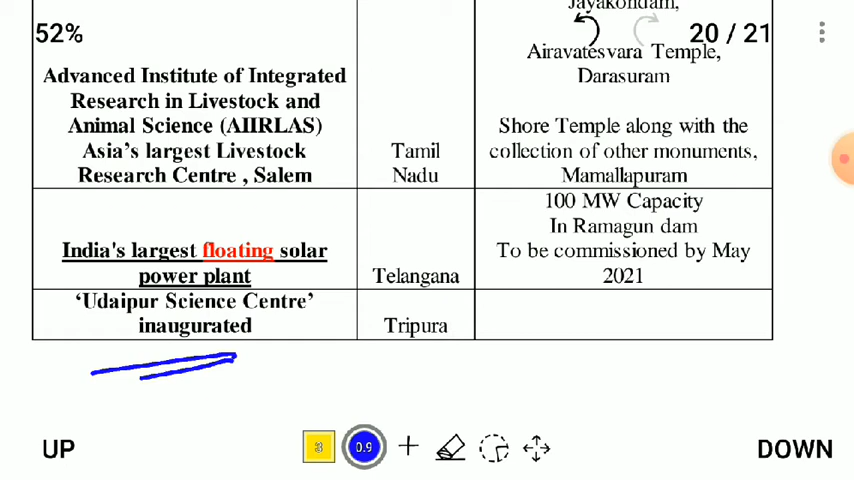 Jayakondam,
52%
20 / 21
Airavatesvara Temple,
Darasuram
Advanced Institute of Integrated
Research in Livestock and
Animal Science (AIIRLAS)
Asia's largest Livestock
Research Centre , Salem
Tamil
Nadu
Shore Temple along with the
collection of other monuments,
Mamallapuram
India's largest floating solar
power plant
Telangana
100 MW Capacity
In Ramagun dam
To be commissioned by May
2021
‘Udaipur Science Centre’
inaugurated
Tripura
UP
3
0.9
DOWN